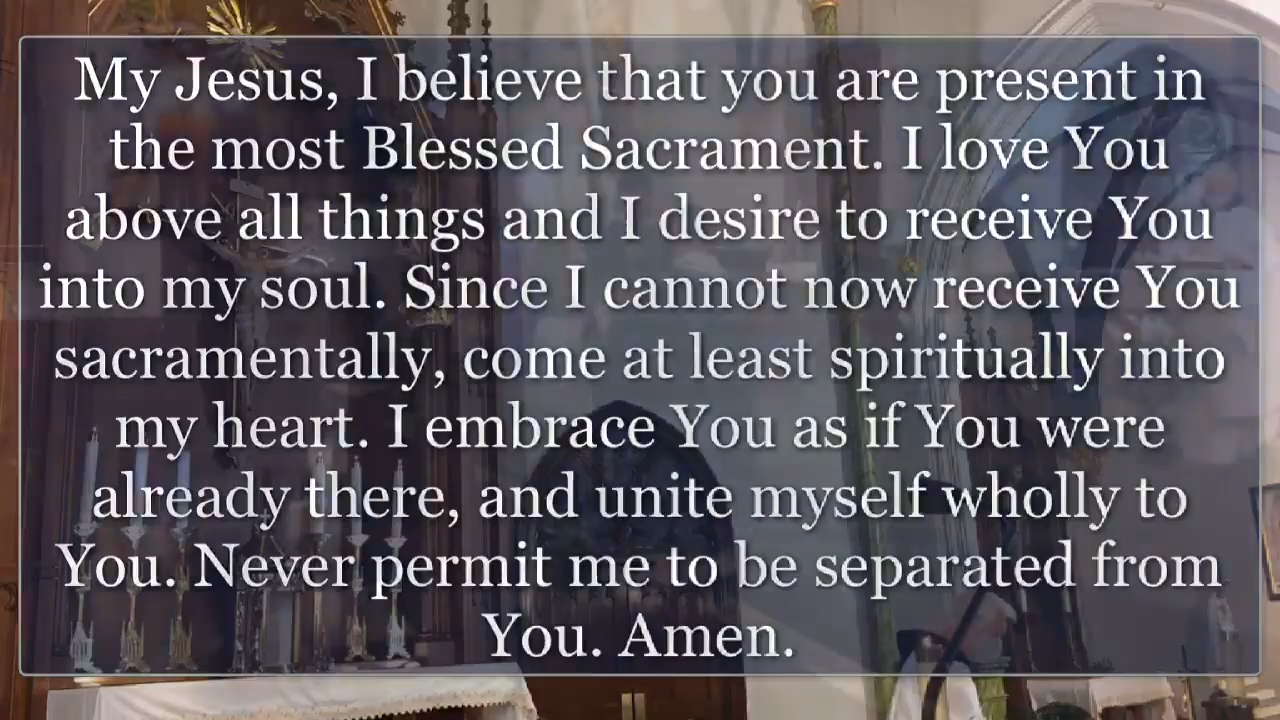 My Jesus, I believe that you are present in
the most Blessed Sacrament. I love You
above all things and I desire to receive You
into my soul. Since I cannot now receive You
sacramentally, come at least spiritually into
my heart. I embrace You as if You were
already there, and unite myself wholly to
You. Never permit me to be separated from
You. Amen.